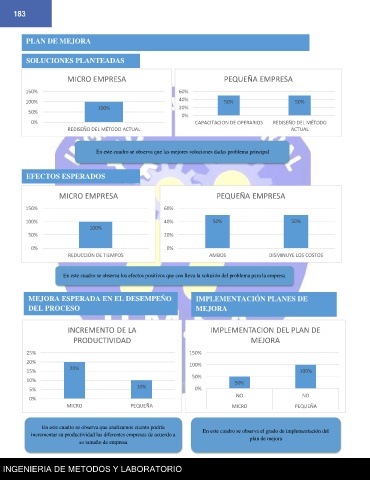 183
PLAN DE MEJORA
SOLUCIONES PLANTEADAS
MICRO EMPRESA
150%
100%
50%
0%
100%
REDISEÑO DEL METODO ACTUAL
PEQUEÑA EMPRESA
60%
40%
20%
0%
50%
50%
CAPACITACION DE OPERARIOS
REDISEÑO DEL MÉTODO
ACTUAL
En este cuadro se observa que las mejores soluciones dadas problema principal
EFECTOS ESPERADOS
MICRO EMPRESA
150%
100%
50%
0%
100%
REDUCCIÓN DE TIEMPOS
PEQUEÑA EMPRESA
60%
40%
20%
0%
50%
50%
AMBOS
DISMINUYE LOS COSTOS
En este cuadro se observa los efectos positivos que con lleva la solución del problema para la empresa
MEJORA ESPERADA EN EL DESEMPEÑO
DEL PROCESO
INCREMENTO DE LA
PRODUCTIVIDAD
25%
20%
15%
10%
5%
0%
20%
10%
MICRO
PEQUEÑA
En este cuadro se observa que analizamos cuanto podría
incrementar su productividad las diferentes empresas de acuerdo a
su tamaño de empresa
IMPLEMENTACIÓN PLANES DE
MEJORA
IMPLEMENTACION DEL PLAN DE
MEJORA
150%
100%
50%
0%
50%
100%
NO
NO
MICRO
PEQUEÑA
En este cuadro se observa el grado de implementación del
plan de mejora
INGENIERIA DE METODOS Y LABORATORIO